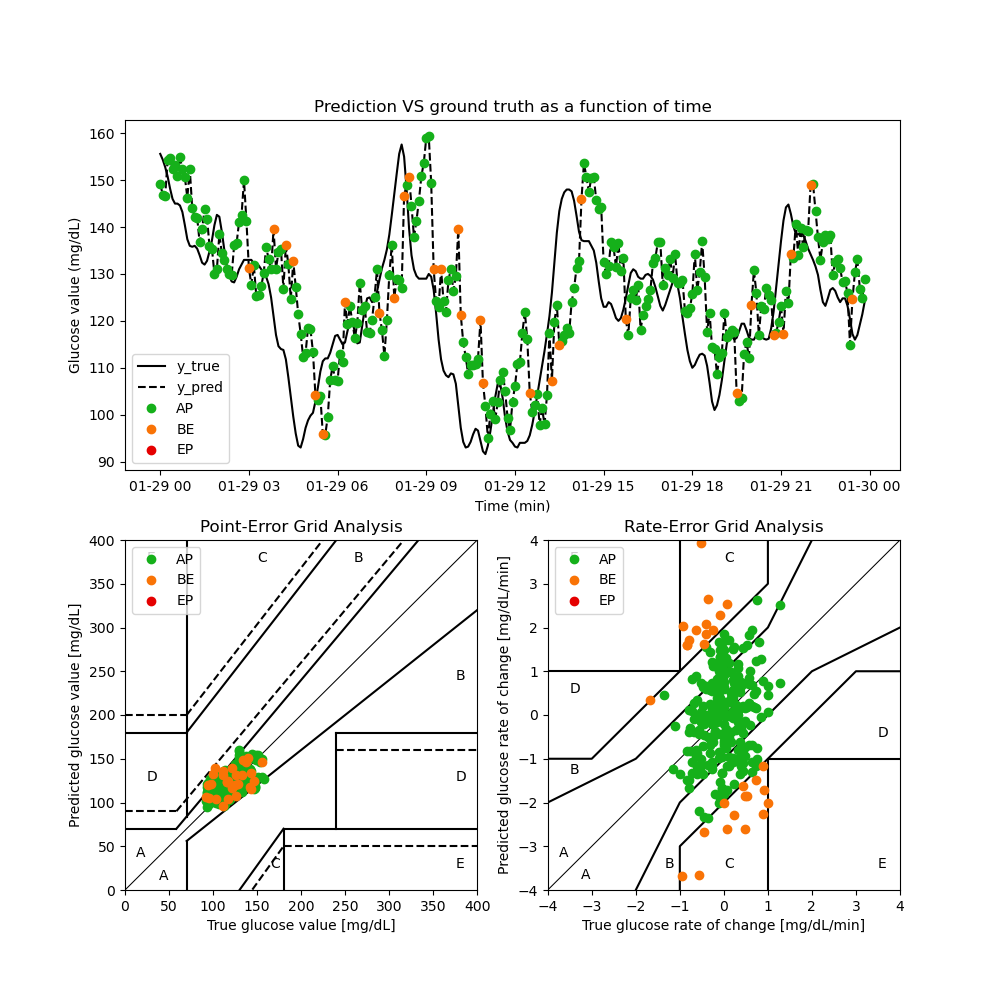 Prediction VS ground truth as a function of time
Glucose value (mg/dL)
160
150
140
130
120
110
100
90
y_true
y_pred
AP
BE
EP
01-29 00 01-29 03 01-29 06 01-29 09 01-29 12 01-29 15 01-29 18 01-29 21 01-30 00
Time (min)
Point-Error Grid Analysis
Predicted glucose value [mg/dL]
400
350
300
250
200
150
100
50
0
AP
BE
EP
C B
B
D D
A
A C E
0 50 100 150 200 250 300 350 400
True glucose value [mg/dL]
Rate-Error Grid Analysis
Predicted glucose rate of change [mg/dL/min]
4
3
2
1
0
−1
−2
−3
−4
AP
BE
EP
C
D
D
B
A
A B C E
−4 −3 −2 −1 0 1 2 3 4
True glucose rate of change [mg/dL/min]